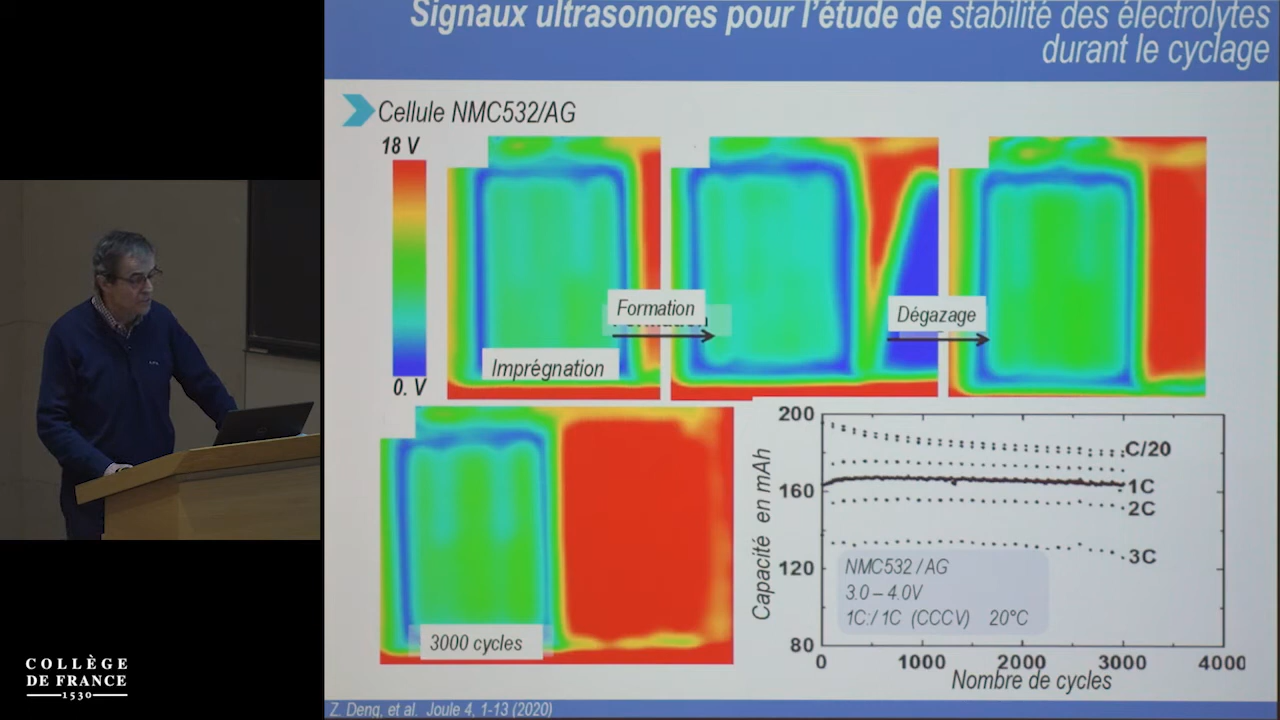 Signaux ultrasonores pour l'étude de stabilité des électrolytes
durant le cyclage
Cellule NMC532/AG
18 V
0. V
Imprégnation
Formation
Dégazage
3000 cycles
Capacité en mAh
200
160
120
80
C/20
1C
2C
3C
NMC532 / AG
3.0 – 4.0V
1C:/ 1C (CCCV) 20°C
0
1000
2000
3000
4000
Nombre de cycles
Z. Deng, et al. Joule 4, 1-13 (2020)
COLLÈGE
DE FRANCE
1530